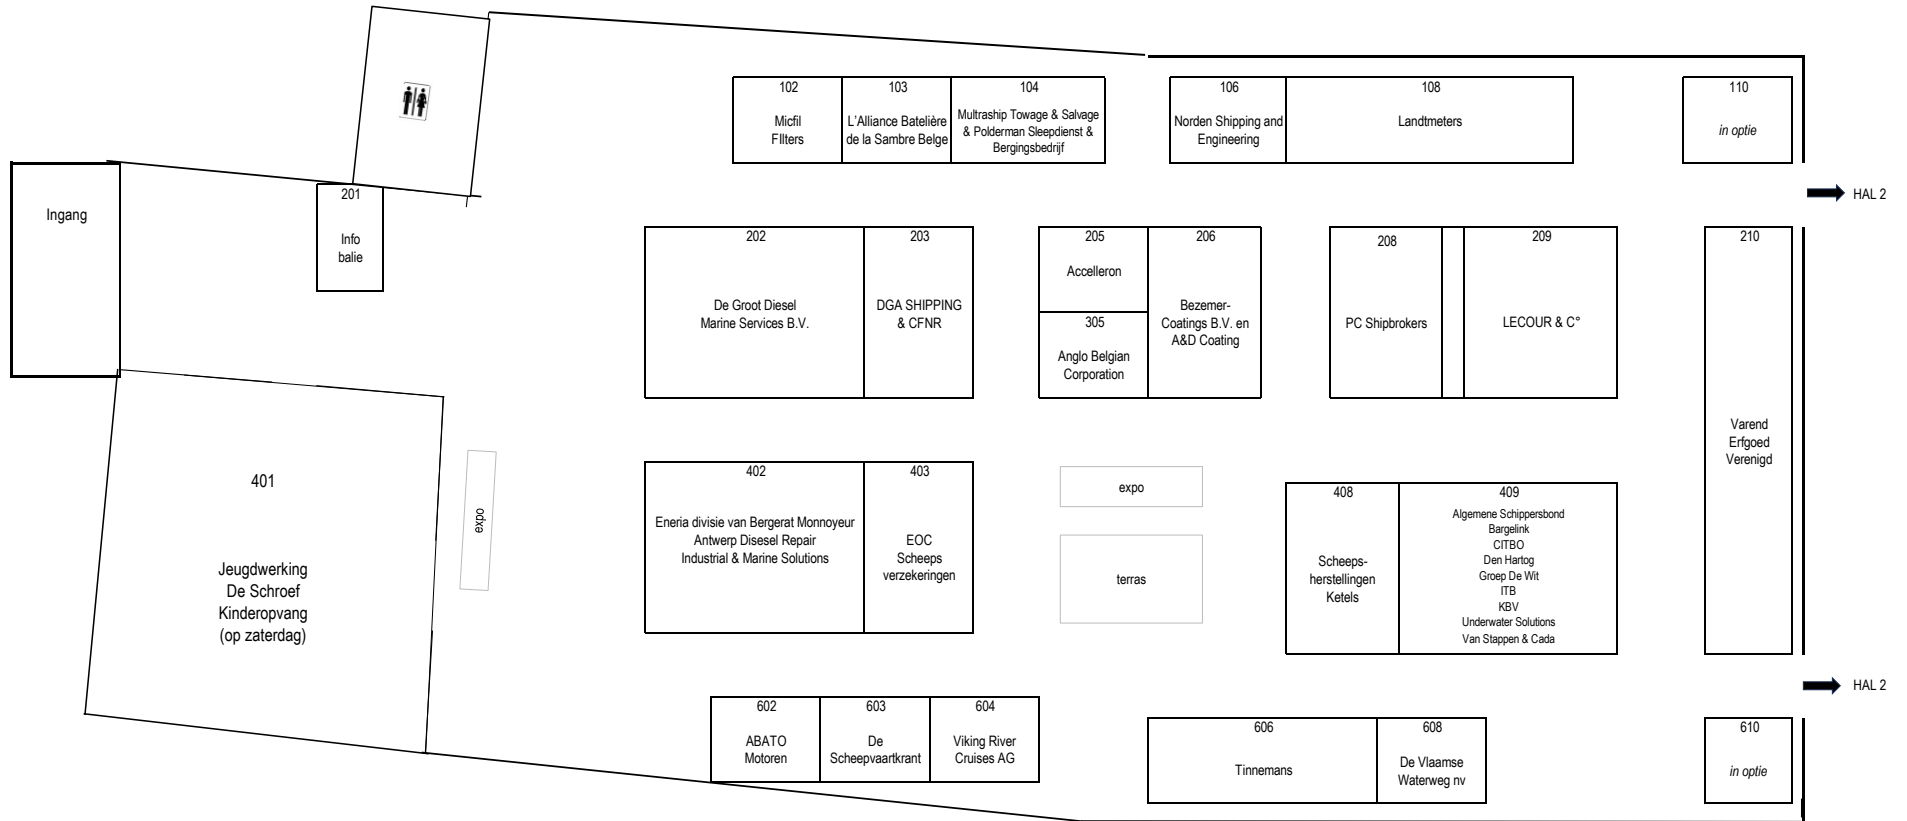 102
Micfil
FIlters
103
L'Alliance Batelière
de la Sambre Belge
104
Multraship Towage & Salvage
& Polderman Sleepdienst &
Bergingsbedrijf
106
Norden Shipping and
Engineering
108
Landtmeters
110
in optie
HAL 2
Ingang
201
Info
balie
202
De Groot Diesel
Marine Services B.V.
203
DGA SHIPPING
& CFNR
205
Accelleron
305
Anglo Belgian
Corporation
206
Bezemer-
Coatings B.V. en
A&D Coating
208
PC Shipbrokers
209
LECOUR & C°
210
Varend
Erfgoed
Verenigd
401
Jeugdwerking
De Schroef
Kinderopvang
(op zaterdag)
expo
402
Eneria divisie van Bergerat Monnoyeur
Antwerp Disesel Repair
Industrial & Marine Solutions
403
EOC
Scheeps
verzekeringen
expo
terras
408
Scheeps-
herstellingen
Ketels
409
Algemene Schippersbond
Bargelink
CITBO
Den Hartog
Groep De Wit
ITB
KBV
Underwater Solutions
Van Stappen & Cada
HAL 2
602
ABATO
Motoren
603
De
Scheepvaartkrant
604
Viking River
Cruises AG
606
Tinnemans
608
De Vlaamse
Waterweg nv
610
in optie